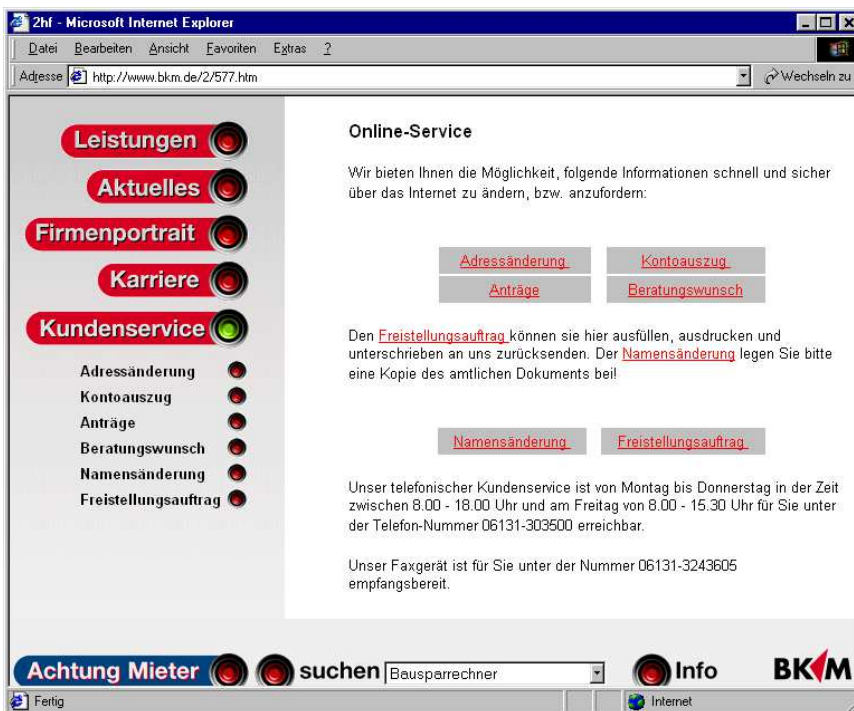 2hf - Microsoft Internet Explorer
Datei Bearbeiten Ansicht Favoriten Extras ?
Adresse http://www.bkm.de/2/577.htm Wechseln zu
Leistungen
Aktuelles
Firmenportrait
Karriere
Kundenservice
Adressänderung
Kontoauszug
Anträge
Beratungswunsch
Namensänderung
Freistellungsauftrag
Online-Service
Wir bieten Ihnen die Möglichkeit, folgende Informationen schnell und sicher
über das Internet zu ändern, bzw. anzufordern:
Adressänderung Kontoauszug
Anträge Beratungswunsch
Den Freistellungsauftrag können sie hier ausfüllen, ausdrucken und
unterschrieben an uns zurücksenden. Der Namensänderung legen Sie bitte
eine Kopie des amtlichen Dokuments bei!
Namensänderung Freistellungsauftrag
Unser telefonischer Kundenservice ist von Montag bis Donnerstag in der Zeit
zwischen 8.00 - 18.00 Uhr und am Freitag von 8.00 - 15.30 Uhr für Sie unter
der Telefon-Nummer 06131-303500 erreichbar.
Unser Faxgerät ist für Sie unter der Nummer 06131-3243605
empfangsbereit.
Achtung Mieter suchen Bausparrechner Info BKM
Fertig Internet